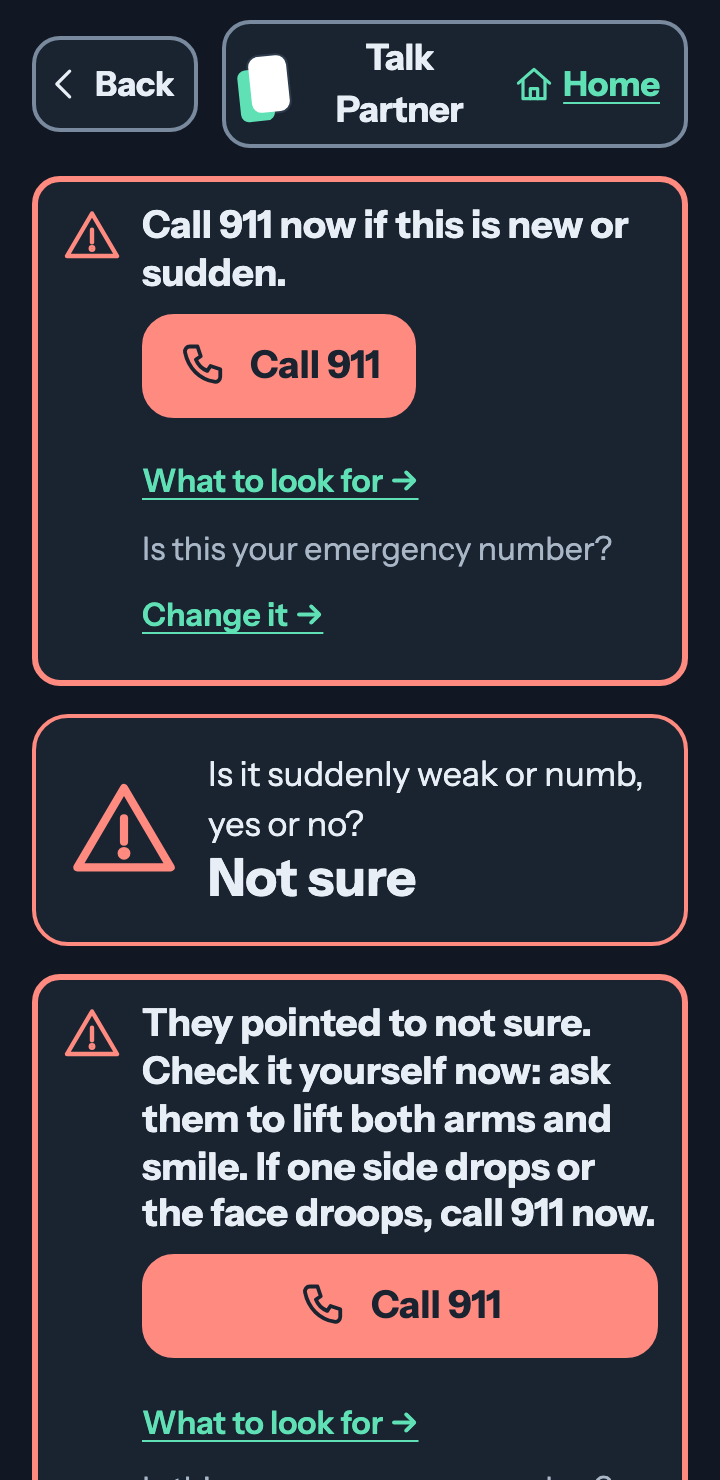 Back
Talk
Partner
Home
Call 911 now if this is new or
sudden.
Call 911
What to look for →
Is this your emergency number?
Change it →
Is it suddenly weak or numb,
yes or no?
Not sure
They pointed to not sure.
Check it yourself now: ask
them to lift both arms and
smile. If one side drops or
the face droops, call 911 now.
Call 911
What to look for →